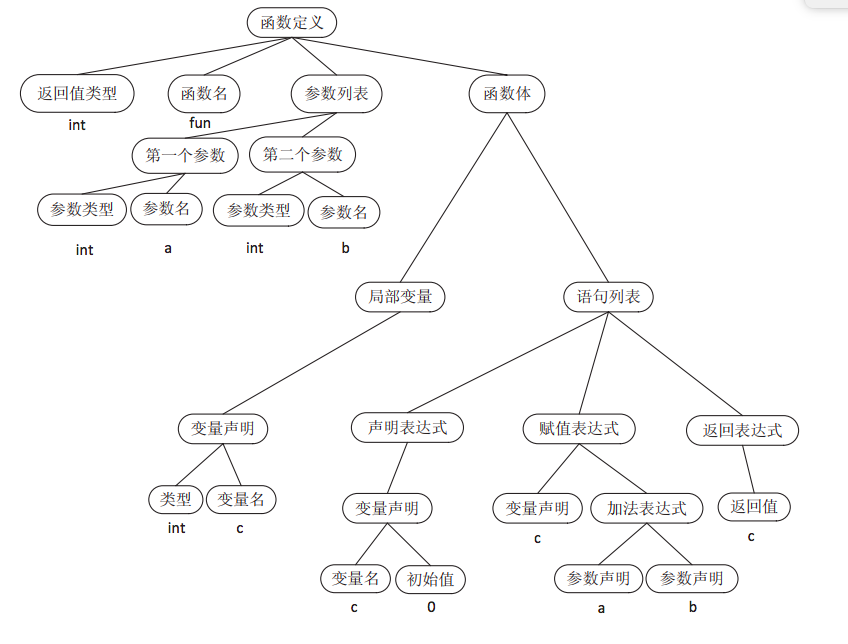 函数定义
返回值类型
函数名
参数列表
函数体
int
fun
第一个参数
第二个参数
参数类型
参数名
参数类型
参数名
int
a
int
b
局部变量
语句列表
变量声明
声明表达式
赋值表达式
返回表达式
类型
变量名
变量声明
变量声明
加法表达式
返回值
int
c
c
c
变量名
初始值
参数声明
参数声明
c
0
a
b